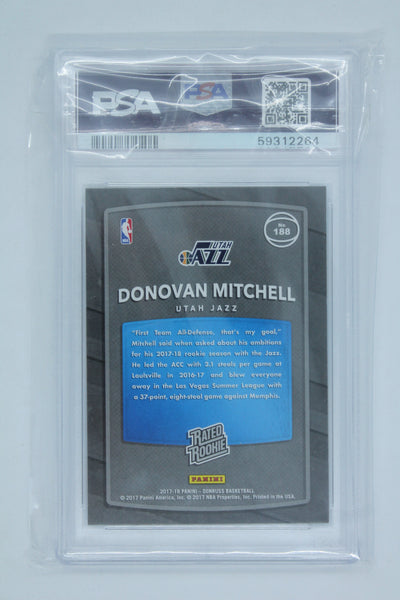 PSA
PSA
59312264
NBA
No
188
UTAH
JAZZ
DONOVAN MITCHELL
UTAH JAZZ
"First Team All-Defense, that's my goal,"
Mitchell said when asked about his ambitions
for his 2017-18 rookie season with the Jazz.
He led the ACC with 2.1 steals per game at
Louisville in 2016-17 and blew everyone
away in the Las Vegas Summer League with
a 37-point, eight-steal game against Memphis.
RATED
ROOKIE
PANINI
2017-18 PANINI – DONRUSS BASKETBALL
© 2017 Panini America, Inc. © 2017 NBA Properties, Inc. Printed in the USA.